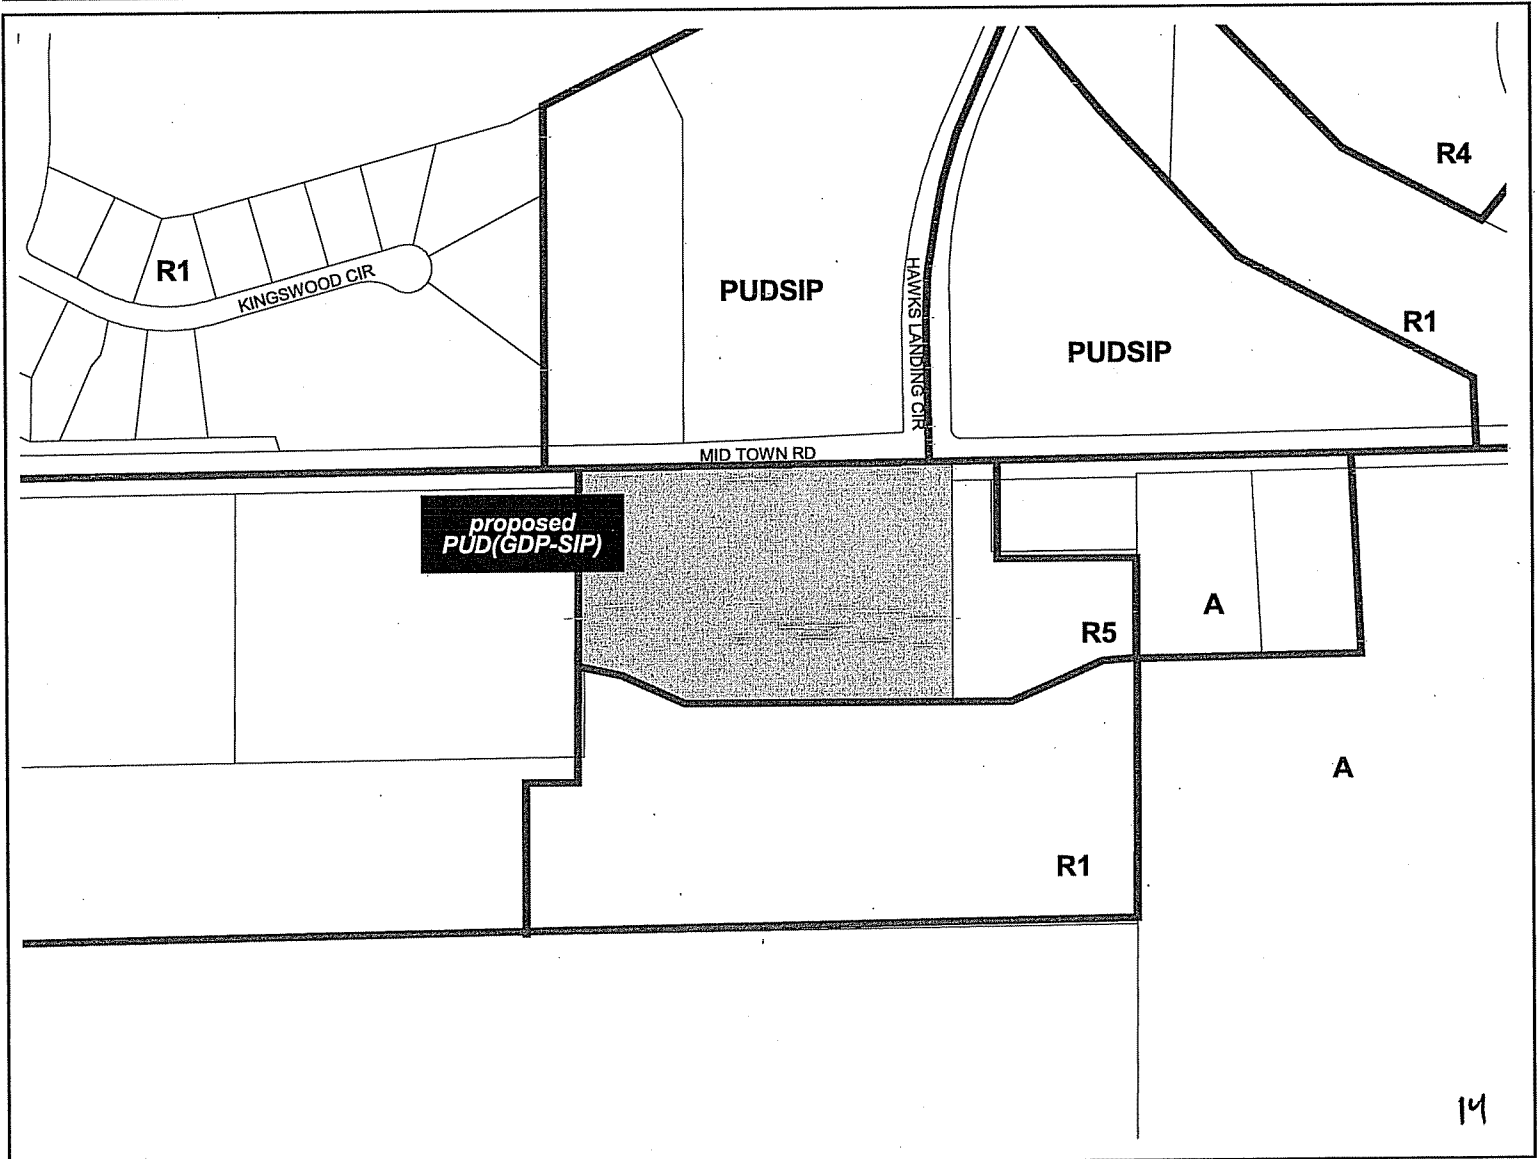 R4
R1
KINGSWOOD CIR
PUDSIP
HAWKS LANDING CIR
R1
PUDSIP
MID TOWN RD
proposed
PUD(GDP-SIP)
A
R5
A
R1
14